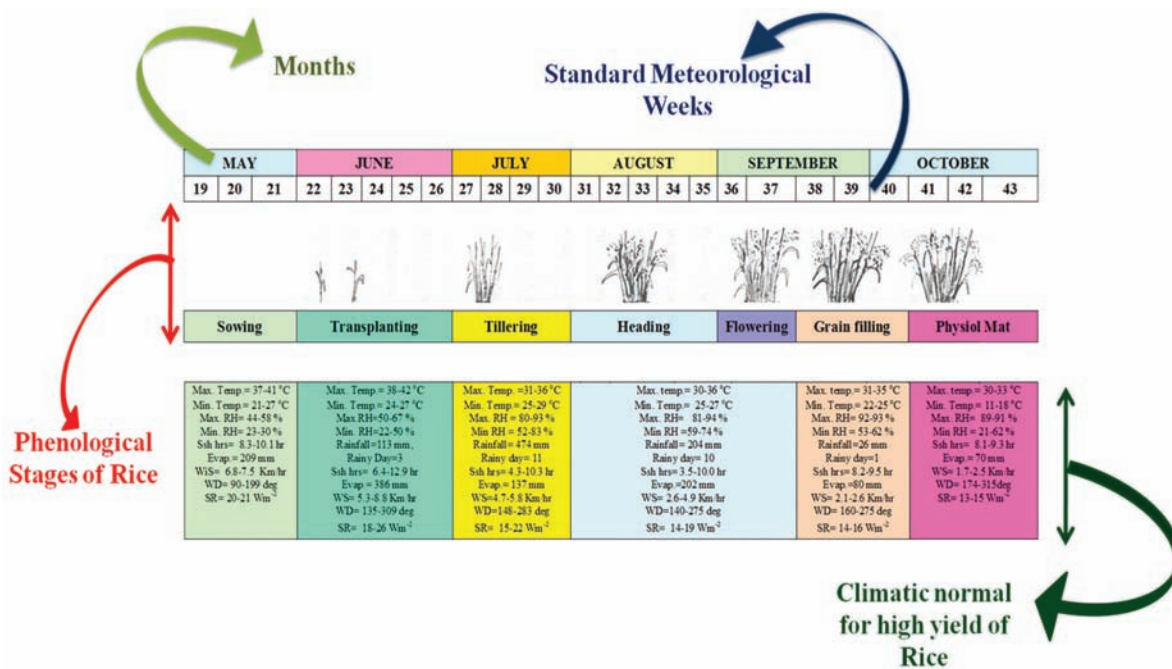 Months
Standard Meteorological
Weeks
MAY JUNE JULY AUGUST SEPTEMBER OCTOBER
19 20 21 22 23 24 25 26 27 28 29 30 31 32 33 34 35 36 37 38 39 40 41 42 43
Sowing Transplanting Tillering Heading Flowering Grain filling Physiol Mat
Phenological
Stages of Rice
Max. Temp.= 37-41 °C
Min. Temp.= 21-27 °C
Max. RH= 44-58 %
Min. RH= 23-30 %
Ssh hrs= 8.3-10.1 hr
Evap.= 209 mm
WiS= 6.8-7.5 Km/hr
WD= 90-199 deg
SR= 20-21 Wm-2
Max. Temp.= 38-42 °C
Min. Temp.= 24-27 °C
Max.RH=50-67 %
Min.RH=22-50 %
Rainfall=113 mm,
Rainy Day=3
Ssh hrs= 6.4-12.9 hr
Evap.= 386 mm
WS= 5.3-8.8 Km/hr
WD= 135-309 deg
SR= 18-26 Wm-2
Max. Temp. =31-36 °C
Min. Temp.= 25-29 °C
Max. RH = 80-93 %
Min RH = 52-83 %
Rainfall= 474 mm
Rainy day= 11
Ssh hrs= 4.3-10.3 hr
Evap.= 137 mm
WS=4.7-5.8 Km/hr
WD=148-283 deg
SR= 15-22 Wm-2
Max. temp= 30-36 °C
Min. Temp.= 25-27 °C
Max. RH= 81-94 %
Min RH=59-74 %
Rainfall= 204 mm
Rainy day= 10
Ssh hrs= 3.5-10.0 hr
Evap.=202 mm
WS= 2.6-4.9 Km/hr
WD=140-275 deg
SR= 14-19 Wm-2
Max. temp= 31-35 °C
Min. Temp= 22-25 °C
Max RH= 92-93 %
Min RH= 53-62 %
Rainfall=26 mm
Rainy day=1
Ssh hrs= 8.2-9.5 hr
Evap.=80 mm
WS= 2.1-2.6 Km/hr
WD= 160-275 deg
SR= 14-16 Wm-2
Max. temp= 30-33 °C
Min. Temp= 11-18 °C
Max RH= 89-91 %
Min RH= 21-62 %
Ssh hrs= 8.1-9.3 hr
Evap.= 70 mm
WS= 1.7-2.5 Km/hr
WD= 174-315deg
SR= 13-15 Wm-2
Climatic normal
for high yield of
Rice